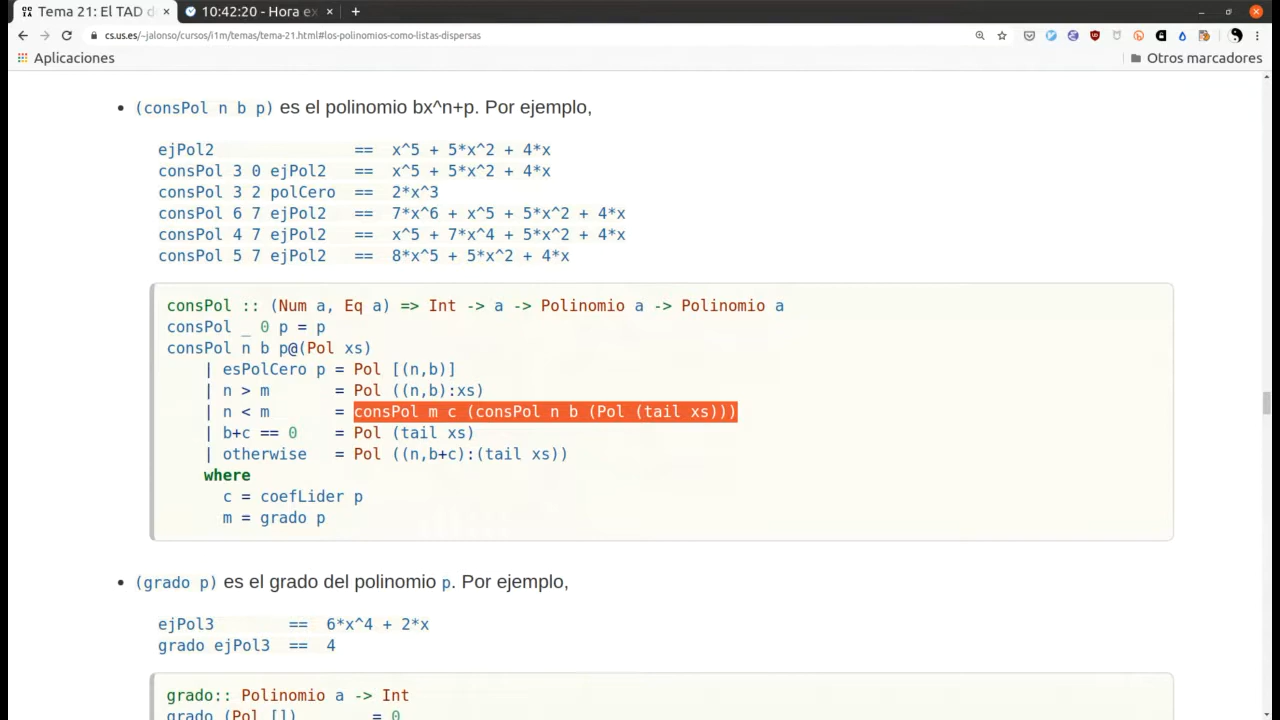 Tema 21: El TAD d
10:42:20 - Hora ex
cs.us.es/~jalonso/cursos/i1m/temas/tema-21.html#los-polinomios-como-listas-dispersas
Aplicaciones
Otros marcadores
• (consPol n b p) es el polinomio bx^n+p. Por ejemplo,
ejPol2 == x^5 + 5*x^2 + 4*x
consPol 3 0 ejPol2 == x^5 + 5*x^2 + 4*x
consPol 3 2 polCero == 2*x^3
consPol 6 7 ejPol2 == 7*x^6 + x^5 + 5*x^2 + 4*x
consPol 4 7 ejPol2 == x^5 + 7*x^4 + 5*x^2 + 4*x
consPol 5 7 ejPol2 == 8*x^5 + 5*x^2 + 4*x
consPol :: (Num a, Eq a) => Int -> a -> Polinomio a -> Polinomio a
consPol _ 0 p = p
consPol n b p@(Pol xs)
| esPolCero p = Pol [(n,b)]
| n > m = Pol ((n,b):xs)
| n < m = consPol m c (consPol n b (Pol (tail xs)))
| b+c == 0 = Pol (tail xs)
| otherwise = Pol ((n,b+c):(tail xs))
where
c = coefLider p
m = grado p
• (grado p) es el grado del polinomio p. Por ejemplo,
ejPol3 == 6*x^4 + 2*x
grado ejPol3 == 4
grado:: Polinomio a -> Int
grado (Pol []) = 0